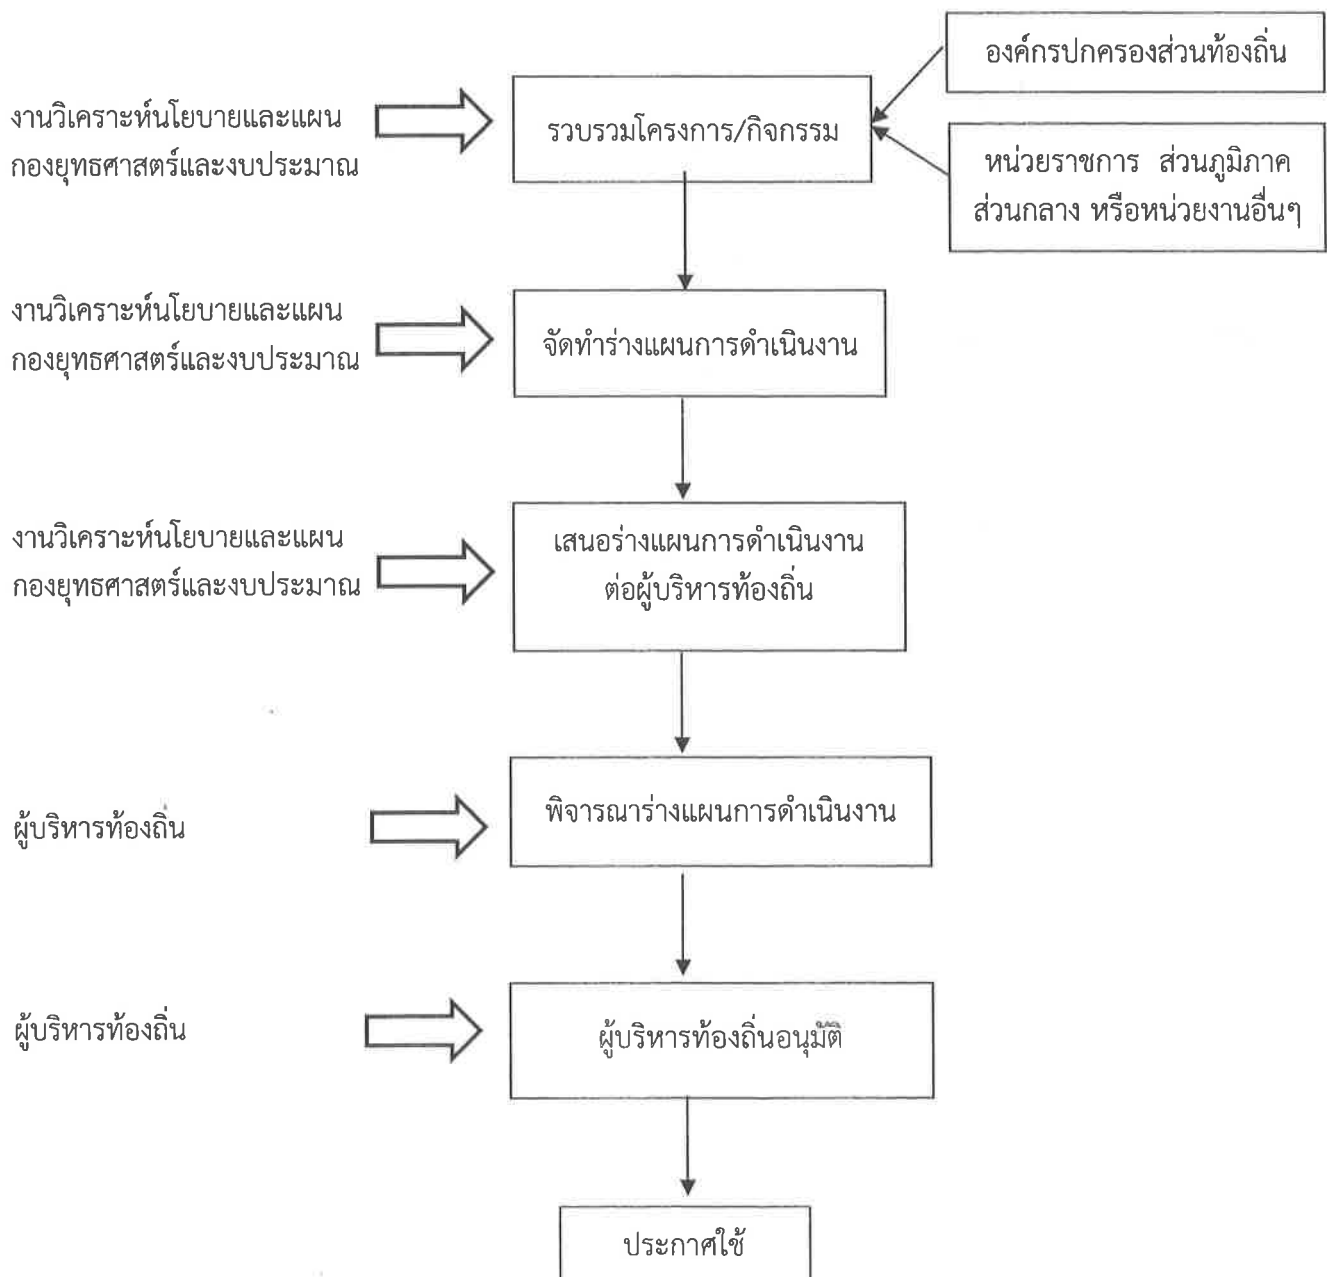 องค์กรปกครองส่วนท้องถิ่น
งานวิเคราะห์นโยบายและแผน
กองยุทธศาสตร์และงบประมาณ
รวบรวมโครงการ/กิจกรรม
หน่วยราชการ ส่วนภูมิภาค
ส่วนกลาง หรือหน่วยงานอื่นๆ
งานวิเคราะห์นโยบายและแผน
กองยุทธศาสตร์และงบประมาณ
จัดทำร่างแผนการดำเนินงาน
งานวิเคราะห์นโยบายและแผน
กองยุทธศาสตร์และงบประมาณ
เสนอร่างแผนการดำเนินงาน
ต่อผู้บริหารท้องถิ่น
ผู้บริหารท้องถิ่น
พิจารณาร่างแผนการดำเนินงาน
ผู้บริหารท้องถิ่น
ผู้บริหารท้องถิ่นอนุมัติ
ประกาศใช้